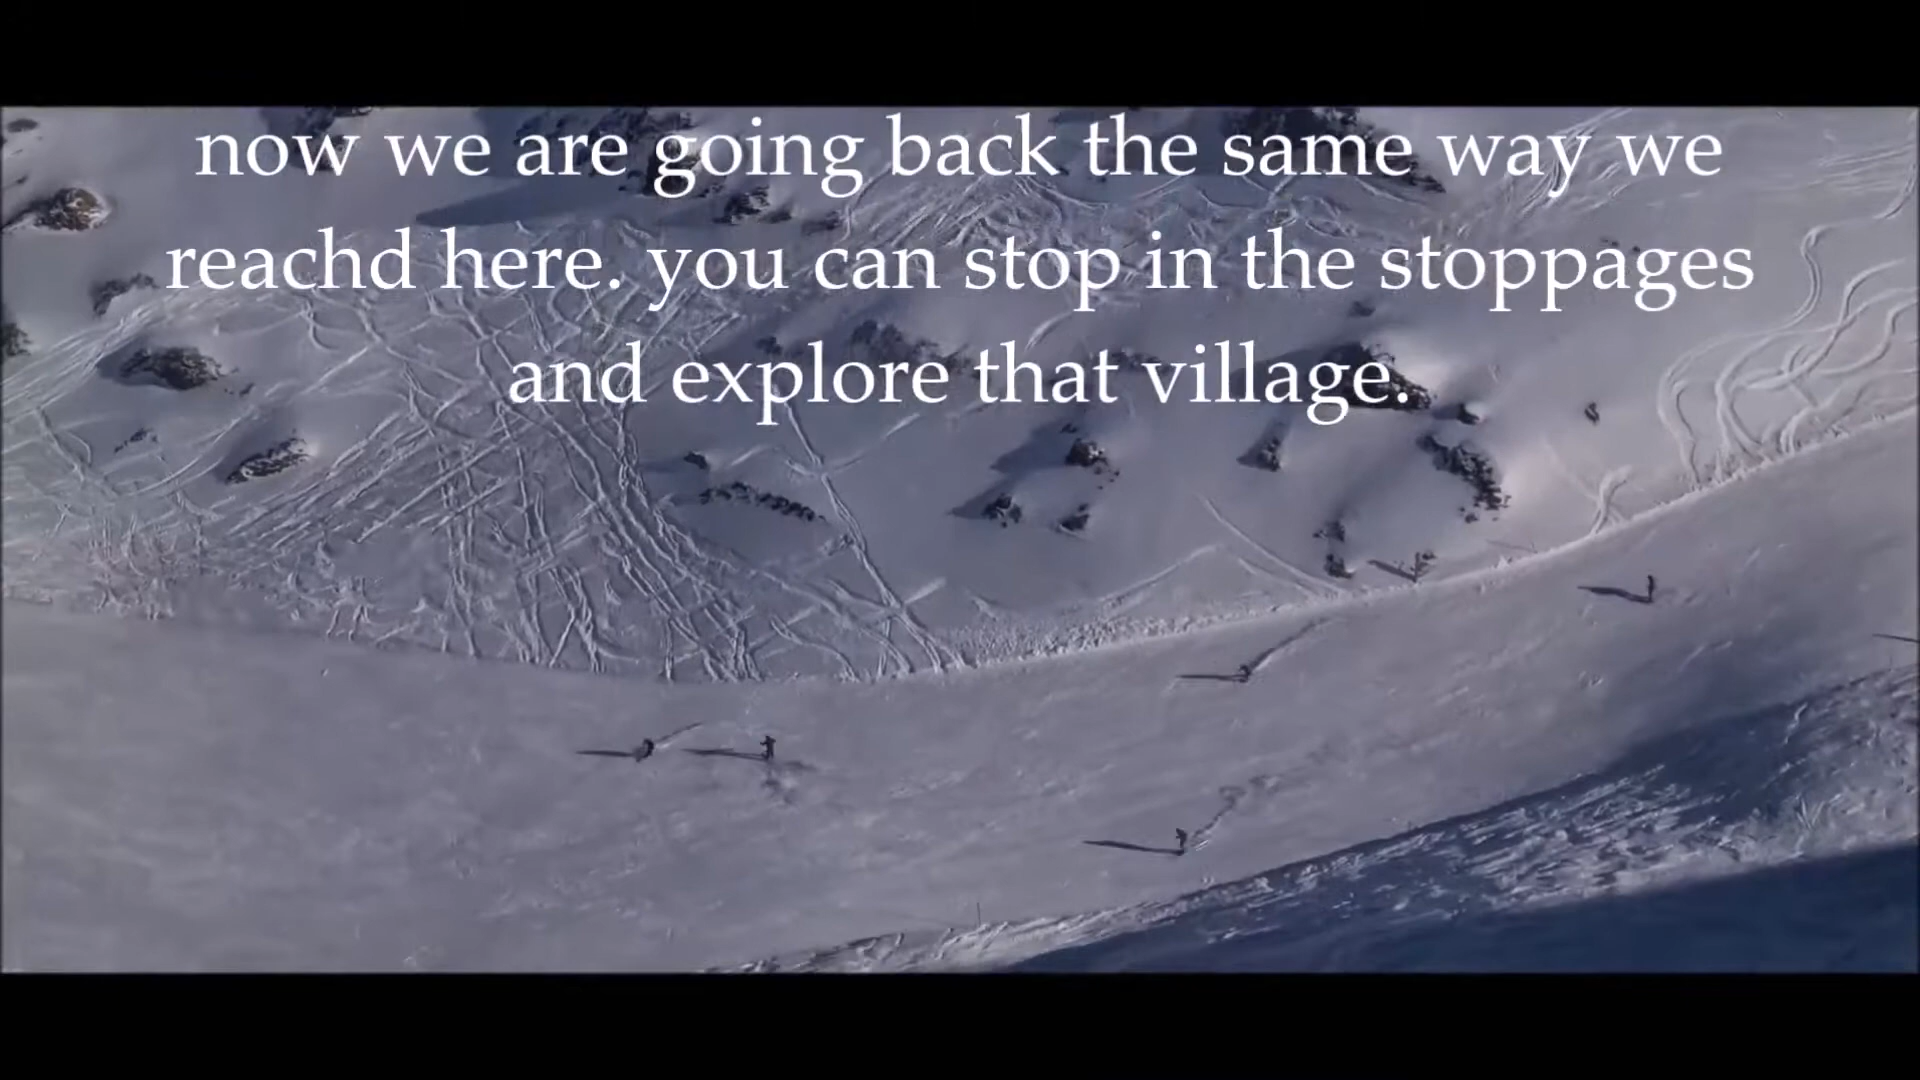 now we are going back the same way we
reachd here. you can stop in the stoppages
and explore that village.